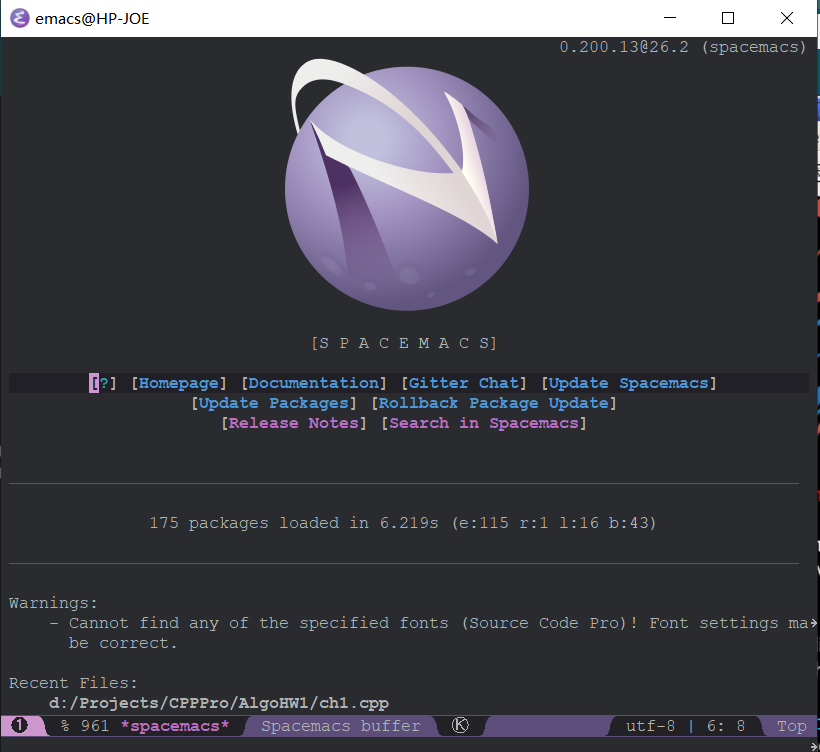 emacs@HP-JOE
0.200.13@26.2 (spacemacs)
[S P A C E M A C S]
[?] [Homepage] [Documentation] [Gitter Chat] [Update Spacemacs]
[Update Packages] [Rollback Package Update]
[Release Notes] [Search in Spacemacs]
175 packages loaded in 6.219s (e:115 r:1 l:16 b:43)
Warnings:
- Cannot find any of the specified fonts (Source Code Pro)! Font settings ma
be correct.
Recent Files:
d:/Projects/CPPPro/AlgoHW1/ch1.cpp
❶ % 961 *spacemacs* Spacemacs buffer Ⓚ utf-8 | 6: 8 Top